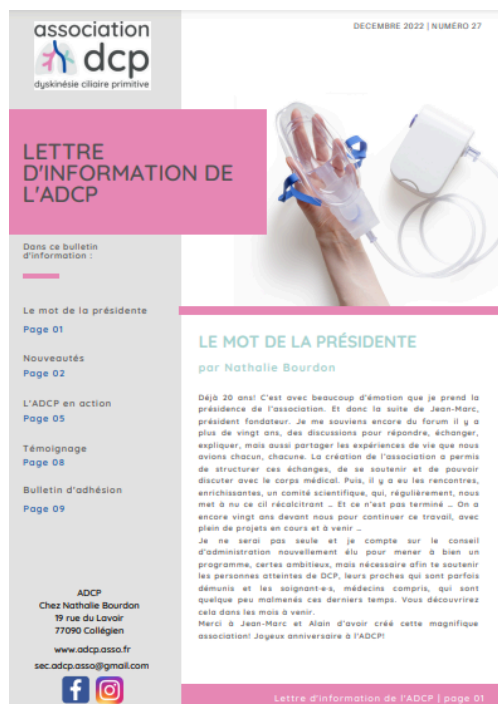 association
dcp
dyskinésie ciliaire primitive
DECEMBRE 2022 | NUMÉRO 27
LETTRE
D'INFORMATION DE
L'ADCP
Dans ce bulletin
d'information :
Le mot de la présidente
Page 01
Nouveautés
Page 02
L'ADCP en action
Page 05
Témoignage
Page 08
Bulletin d'adhésion
Page 09
ADCP
Chez Nathalie Bourdon
19 rue du Lavoir
77090 Collégien
www.adcp.asso.fr
sec.adcp.asso@gmail.com
LE MOT DE LA PRÉSIDENTE
par Nathalie Bourdon
Déjà 20 ans! C'est avec beaucoup d'émotion que je prend la
présidence de l'association. Et donc la suite de Jean-Marc,
président fondateur. Je me souviens encore du forum il y a
plus de vingt ans, des discussions pour répondre, échanger,
expliquer, mais aussi partager les expériences de vie que nous
avions chacun, chacune. La création de l'association a permis
de structurer ces échanges, de se soutenir et de pouvoir
discuter avec le corps médical. Puis, il y a eu les rencontres,
enrichissantes, un comité scientifique, qui, régulièrement, nous
met à nu ce cil récalcitrant … Et ce n'est pas terminé … On a
encore vingt ans devant nous pour continuer ce travail, avec
plein de projets en cours et à venir …
Je ne serai pas seule et je compte sur le conseil
d'administration nouvellement élu pour mener à bien un
programme, certes ambitieux, mais nécessaire afin te soutenir
les personnes atteintes de DCP, leurs proches qui sont parfois
démunis et les soignant·e·s, médecins compris, qui sont
quelque peu malmenés ces derniers temps. Vous découvrirez
cela dans les mois à venir.
Merci à Jean-Marc et Alain d'avoir créé cette magnifique
association! Joyeux anniversaire à l'ADCP!
Lettre d'information de l'ADCP | page 01